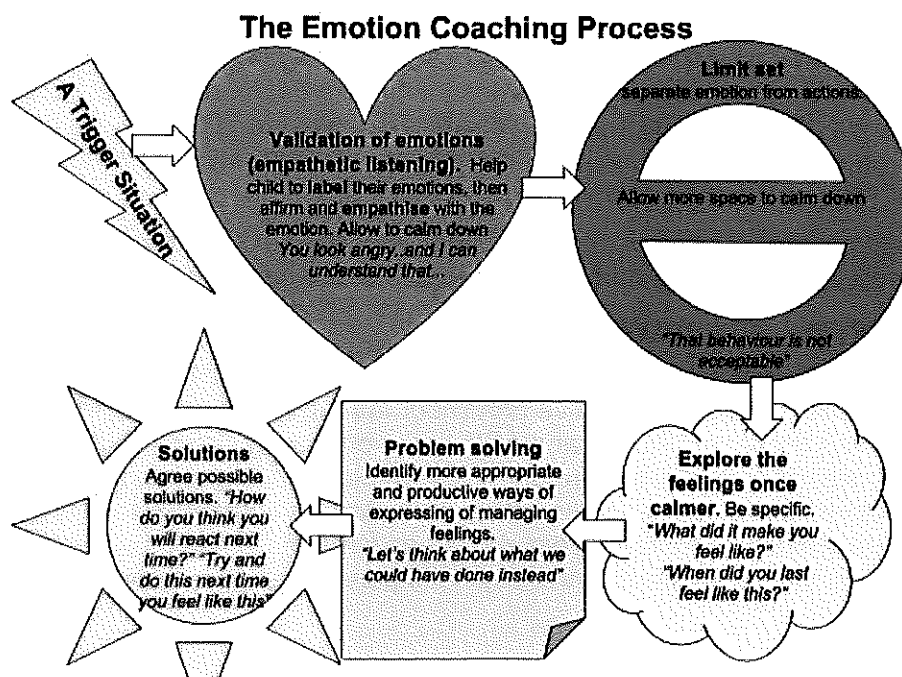 The Emotion Coaching Process
A Trigger Situation
Validation of emotions
(empathetic listening). Help
child to label their emotions, then
affirm and empathise with the
emotion. Allow to calm down
You look angry..and I can
understand that...
Limit set
separate emotion from actions.
Allow more space to calm down
"That behaviour is not
acceptable"
Explore the
feelings once
calmer. Be specific.
"What did it make you
feel like?"
"When did you last
feel like this?"
Problem solving
Identify more appropriate
and productive ways of
expressing of managing
feelings.
"Let's think about what we
could have done instead"
Solutions
Agree possible
solutions. "How
do you think you
will react next
time?" "Try and
do this next time
you feel like this"